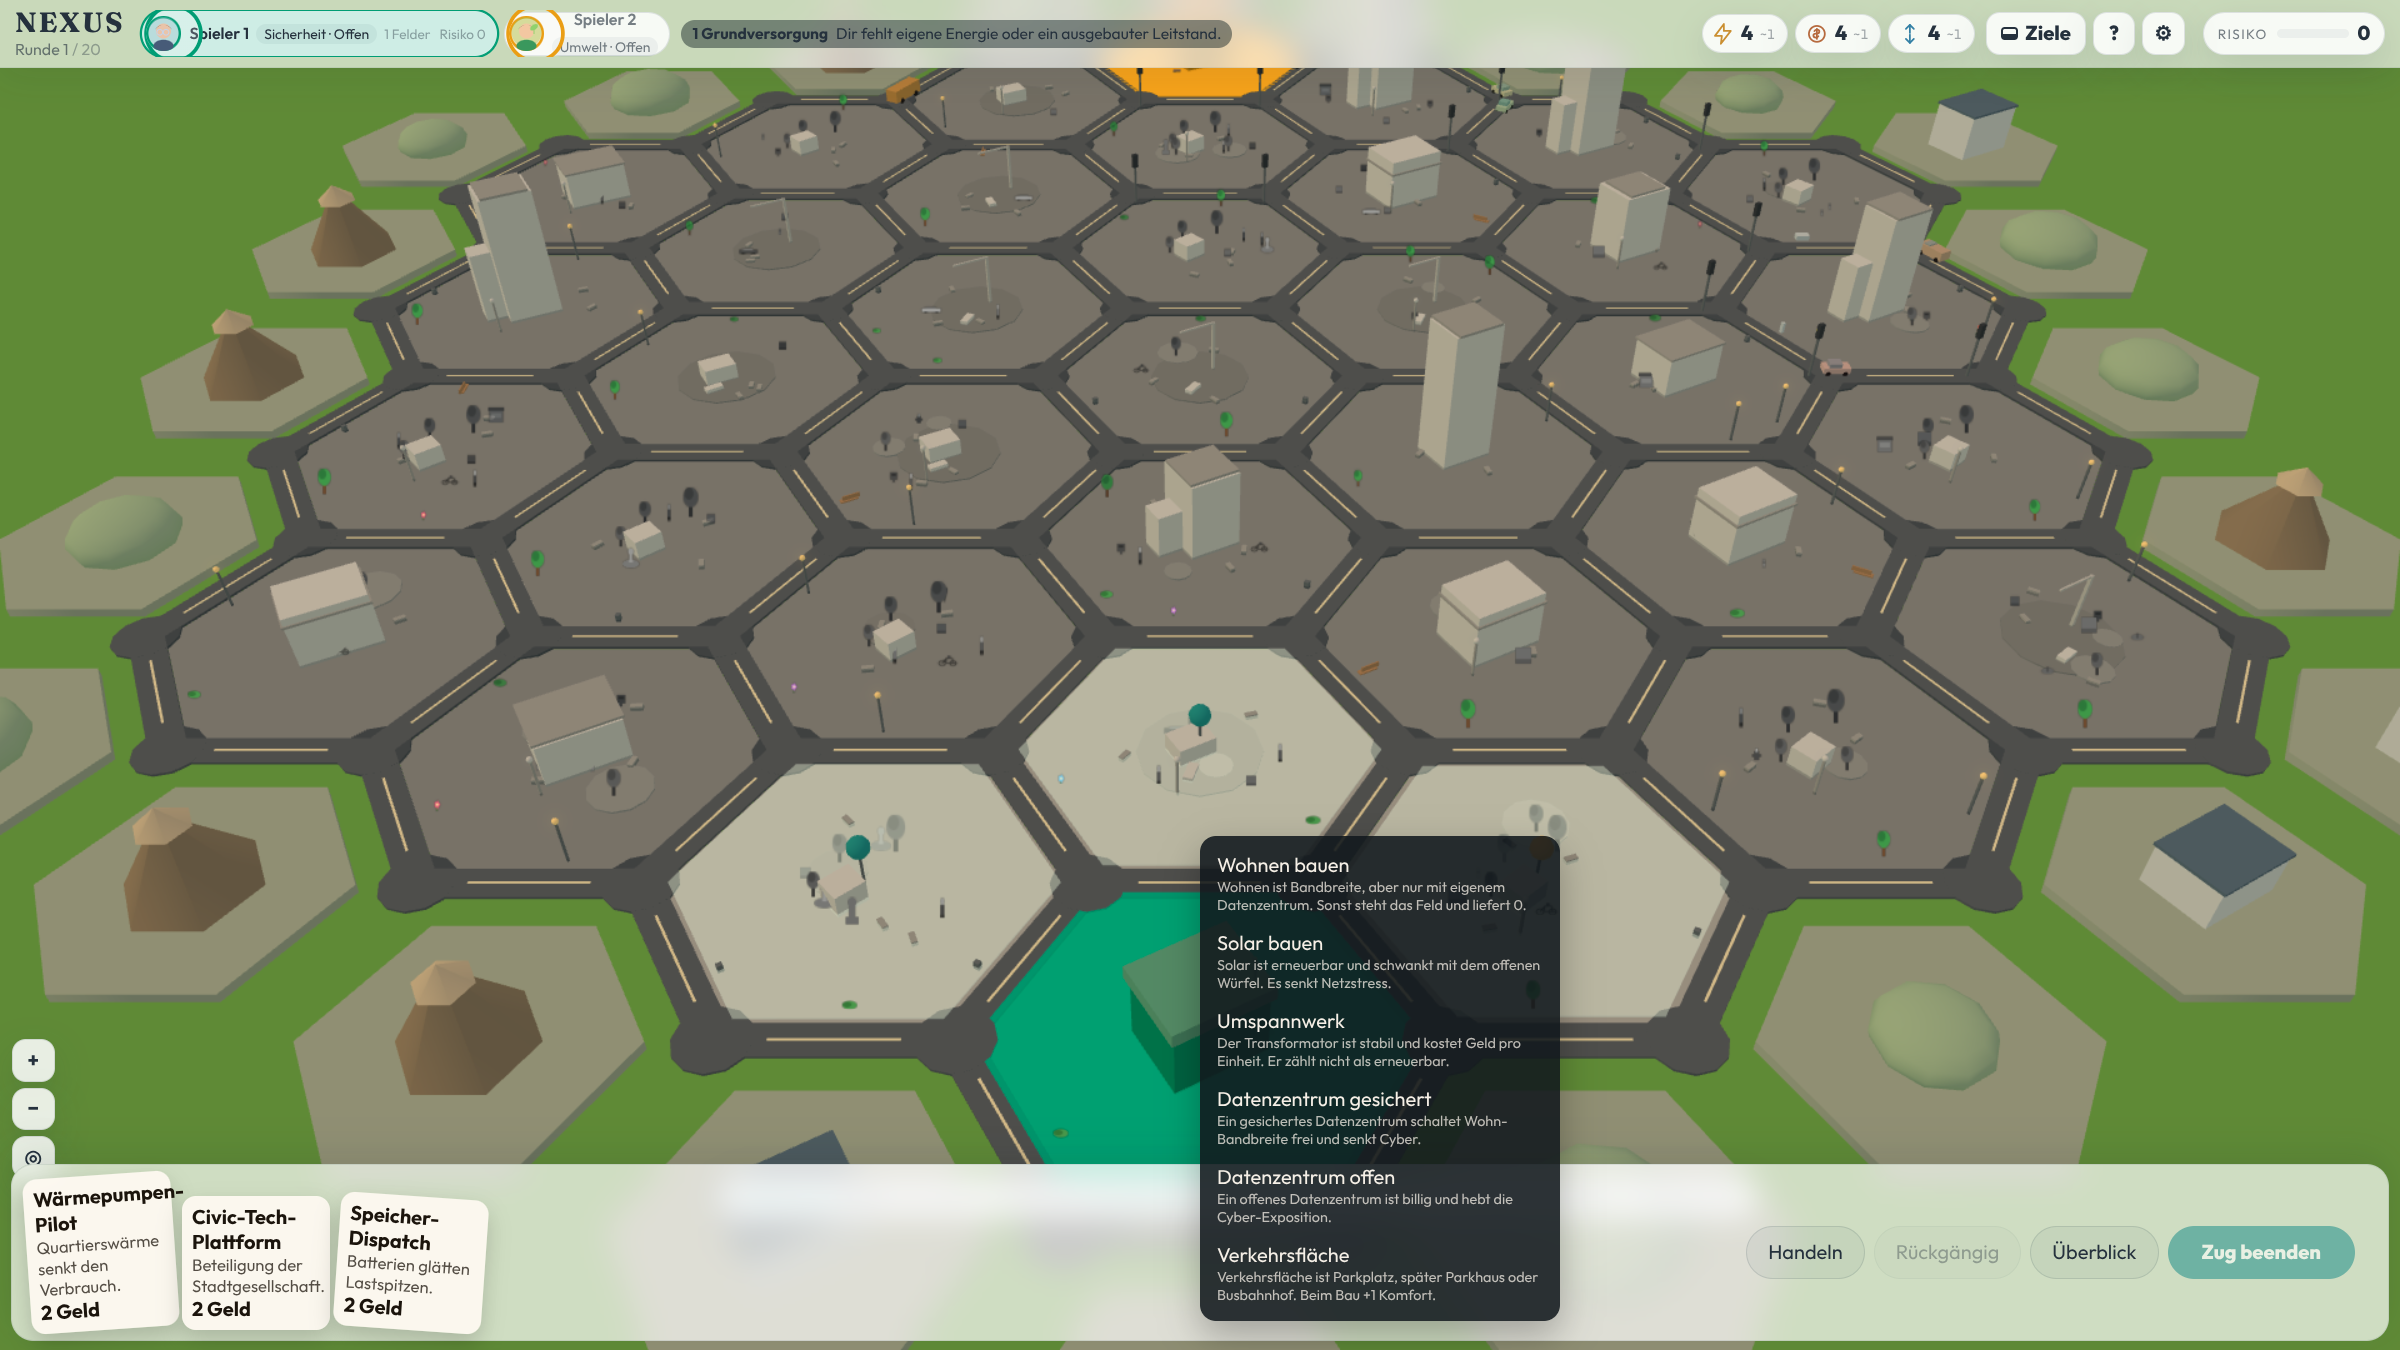 NEXUS
Runde 1 / 20
Spieler 1
Sicherheit · Offen
1 Felder
Risiko 0
Spieler 2
Umwelt · Offen
1 Grundversorgung Dir fehlt eigene Energie oder ein ausgebauter Leitstand.
4 ~1
4 ~1
4 ~1
Ziele
?
RISIKO 0
Wohnen bauen
Wohnen ist Bandbreite, aber nur mit eigenem
Datenzentrum. Sonst steht das Feld und liefert 0.
Solar bauen
Solar ist erneuerbar und schwankt mit dem offenen
Würfel. Es senkt Netzstress.
Umspannwerk
Der Transformator ist stabil und kostet Geld pro
Einheit. Er zählt nicht als erneuerbar.
Datenzentrum gesichert
Ein gesichertes Datenzentrum schaltet Wohn-
Bandbreite frei und senkt Cyber.
Datenzentrum offen
Ein offenes Datenzentrum ist billig und hebt die
Cyber-Exposition.
Verkehrsfläche
Verkehrsfläche ist Parkplatz, später Parkhaus oder
Busbahnhof. Beim Bau +1 Komfort.
+
−
Wärmepumpen-
Pilot
Quartierswärme
senkt den
Verbrauch.
2 Geld
Civic-Tech-
Plattform
Beteiligung der
Stadtgesellschaft.
2 Geld
Speicher-
Dispatch
Batterien glätten
Lastspitzen.
2 Geld
Handeln
Rückgängig
Überblick
Zug beenden